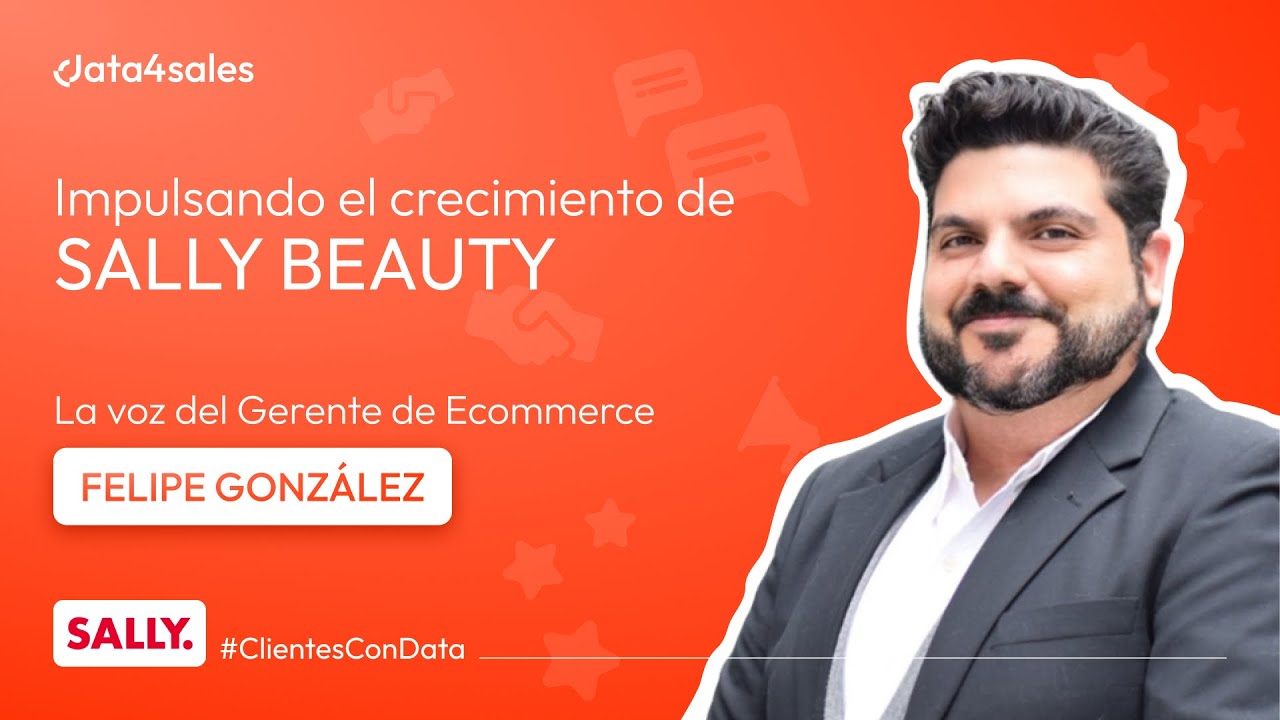 data4sales
Impulsando el crecimiento de
SALLY BEAUTY
La voz del Gerente de Ecommerce
FELIPE GONZÁLEZ
SALLY.
#ClientesConData